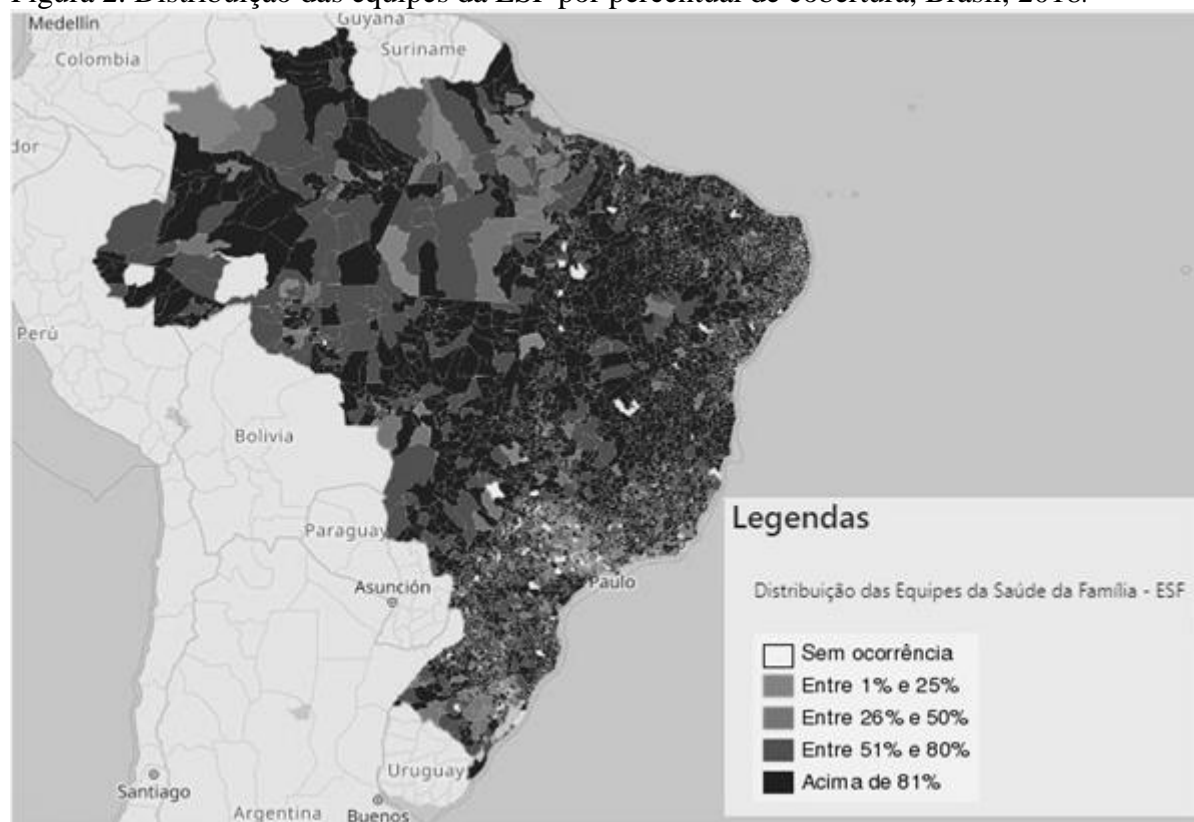 Figura 2: Distribuição das equipes da ESF por percentual de cobertura, Brasil, 2018.
Medellín
Guyana
Suriname
Colombia
dor
Perú
Bolivia
Paraguay
Asunción
Paulo
Uruguay
Santiago
Argentina
Buenos
Legendas
Distribuição das Equipes da Saúde da Família - ESF
Sem ocorrência
Entre 1% e 25%
Entre 26% e 50%
Entre 51% e 80%
Acima de 81%